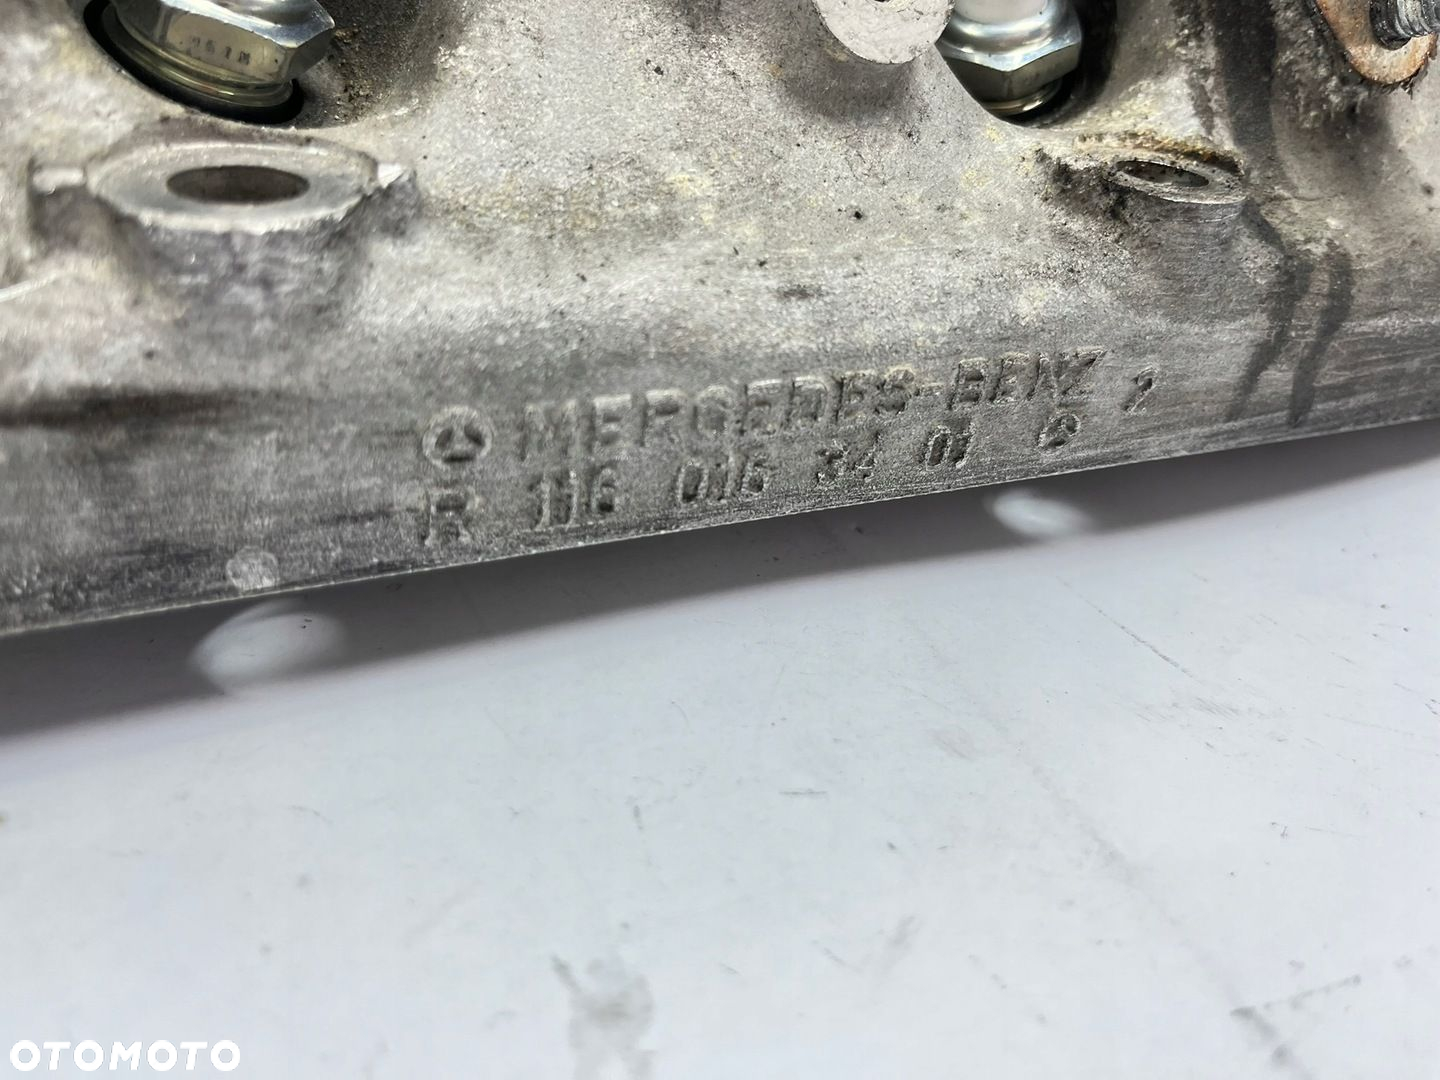 MERCEDES-BENZ 2
R 116 016 34 01
OTOMOTO